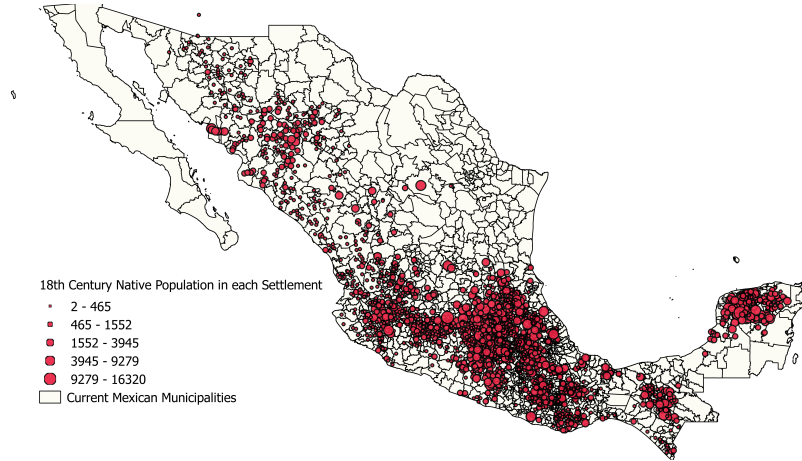 18th Century Native Population in each Settlement
2 - 465
465 - 1552
1552 - 3945
3945 - 9279
9279 - 16320
Current Mexican Municipalities